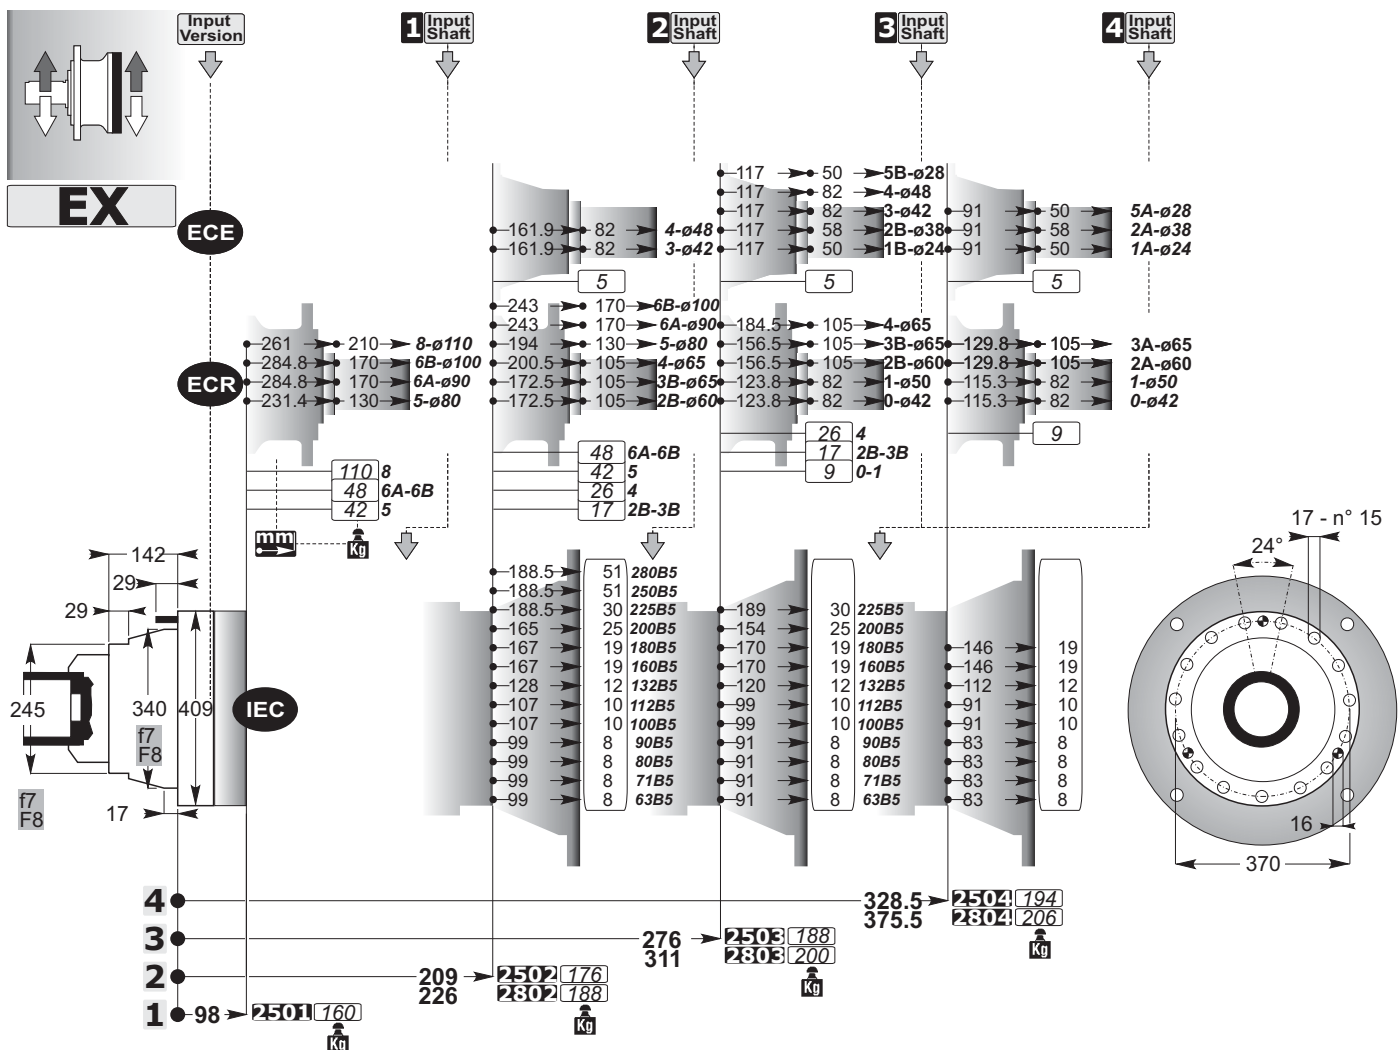 Input
Version
1 Input
Shaft
2 Input
Shaft
3 Input
Shaft
4 Input
Shaft
EX
ECE
161.9 82 4-ø48
161.9 82 3-ø42
5
117 50 5B-ø28
117 82 4-ø48
117 82 3-ø42
117 58 2B-ø38
117 50 1B-ø24
5
91 50 5A-ø28
91 58 2A-ø38
91 50 1A-ø24
5
ECR
261 210 8-ø110
284.8 170 6B-ø100
284.8 170 6A-ø90
231.4 130 5-ø80
110 8
48 6A-6B
42 5
mm
Kg
243 170 6B-ø100
243 170 6A-ø90
194 130 5-ø80
200.5 105 4-ø65
172.5 105 3B-ø65
172.5 105 2B-ø60
48 6A-6B
42 5
26 4
17 2B-3B
184.5 105 4-ø65
156.5 105 3B-ø65
156.5 105 2B-ø60
123.8 82 1-ø50
123.8 82 0-ø42
26 4
17 2B-3B
9 0-1
129.8 105 3A-ø65
129.8 105 2A-ø60
115.3 82 1-ø50
115.3 82 0-ø42
9
142
29
29
245
340
409
f7
F8
f7
F8
17
IEC
188.5 51 280B5
188.5 51 250B5
188.5 30 225B5
165 25 200B5
167 19 180B5
167 19 160B5
128 12 132B5
107 10 112B5
107 10 100B5
99 8 90B5
99 8 80B5
99 8 71B5
99 8 63B5
189 30 225B5
154 25 200B5
170 19 180B5
170 19 160B5
120 12 132B5
99 10 112B5
99 10 100B5
91 8 90B5
91 8 80B5
91 8 71B5
91 8 63B5
146 19
146 19
112 12
91 10
91 10
83 8
83 8
83 8
83 8
17 - n° 15
24°
16
370
4
328.5 2504 194
375.5 2804 206
Kg
3
276 2503 188
311 2803 200
Kg
2
209 2502 176
226 2802 188
Kg
1 98 2501 160
Kg